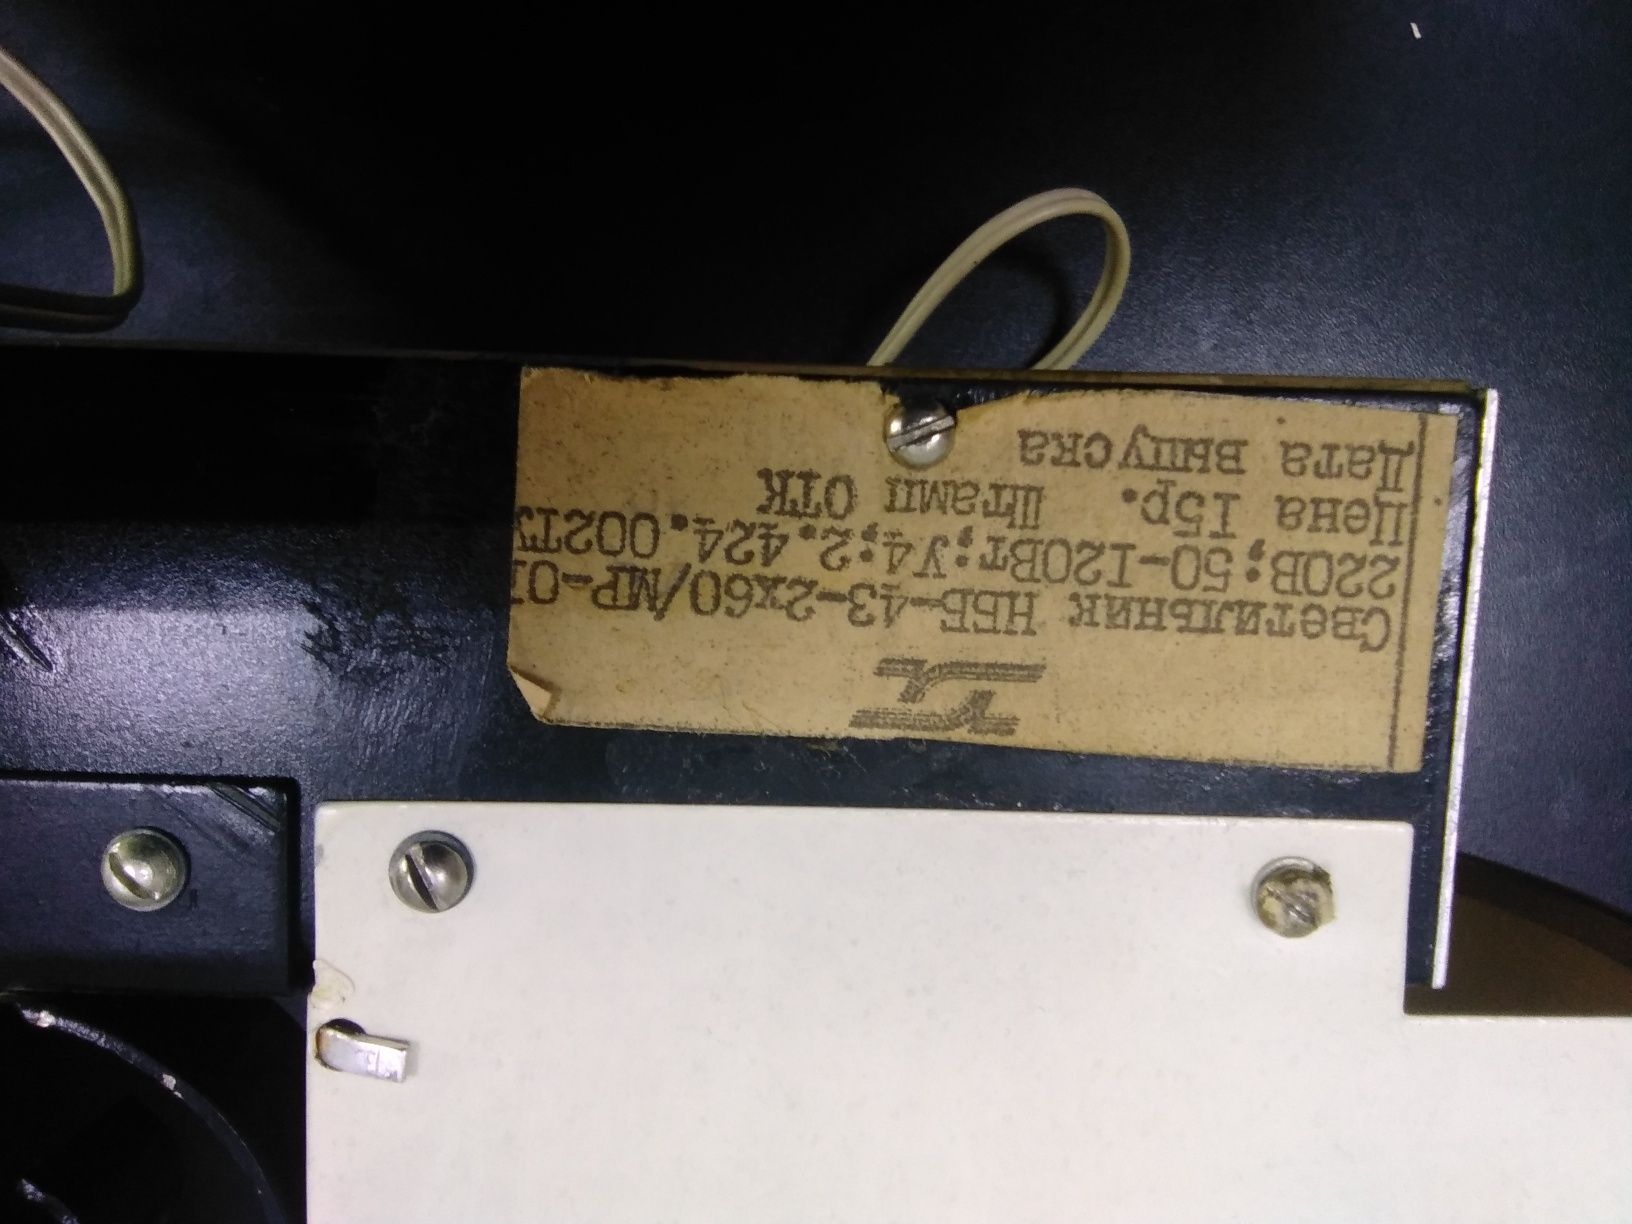 Светильник НББ-43-2х60/МР-01
220В;50-120Вт;У4;2.424.002ТУ
Цена 15р. Штамп ОТК
Дата выпуска